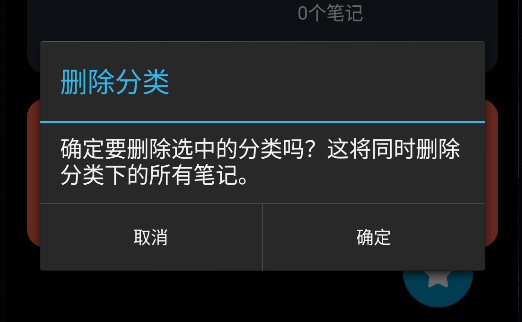 0个笔记
删除分类
确定要删除选中的分类吗？这将同时删除
分类下的所有笔记。
取消
确定